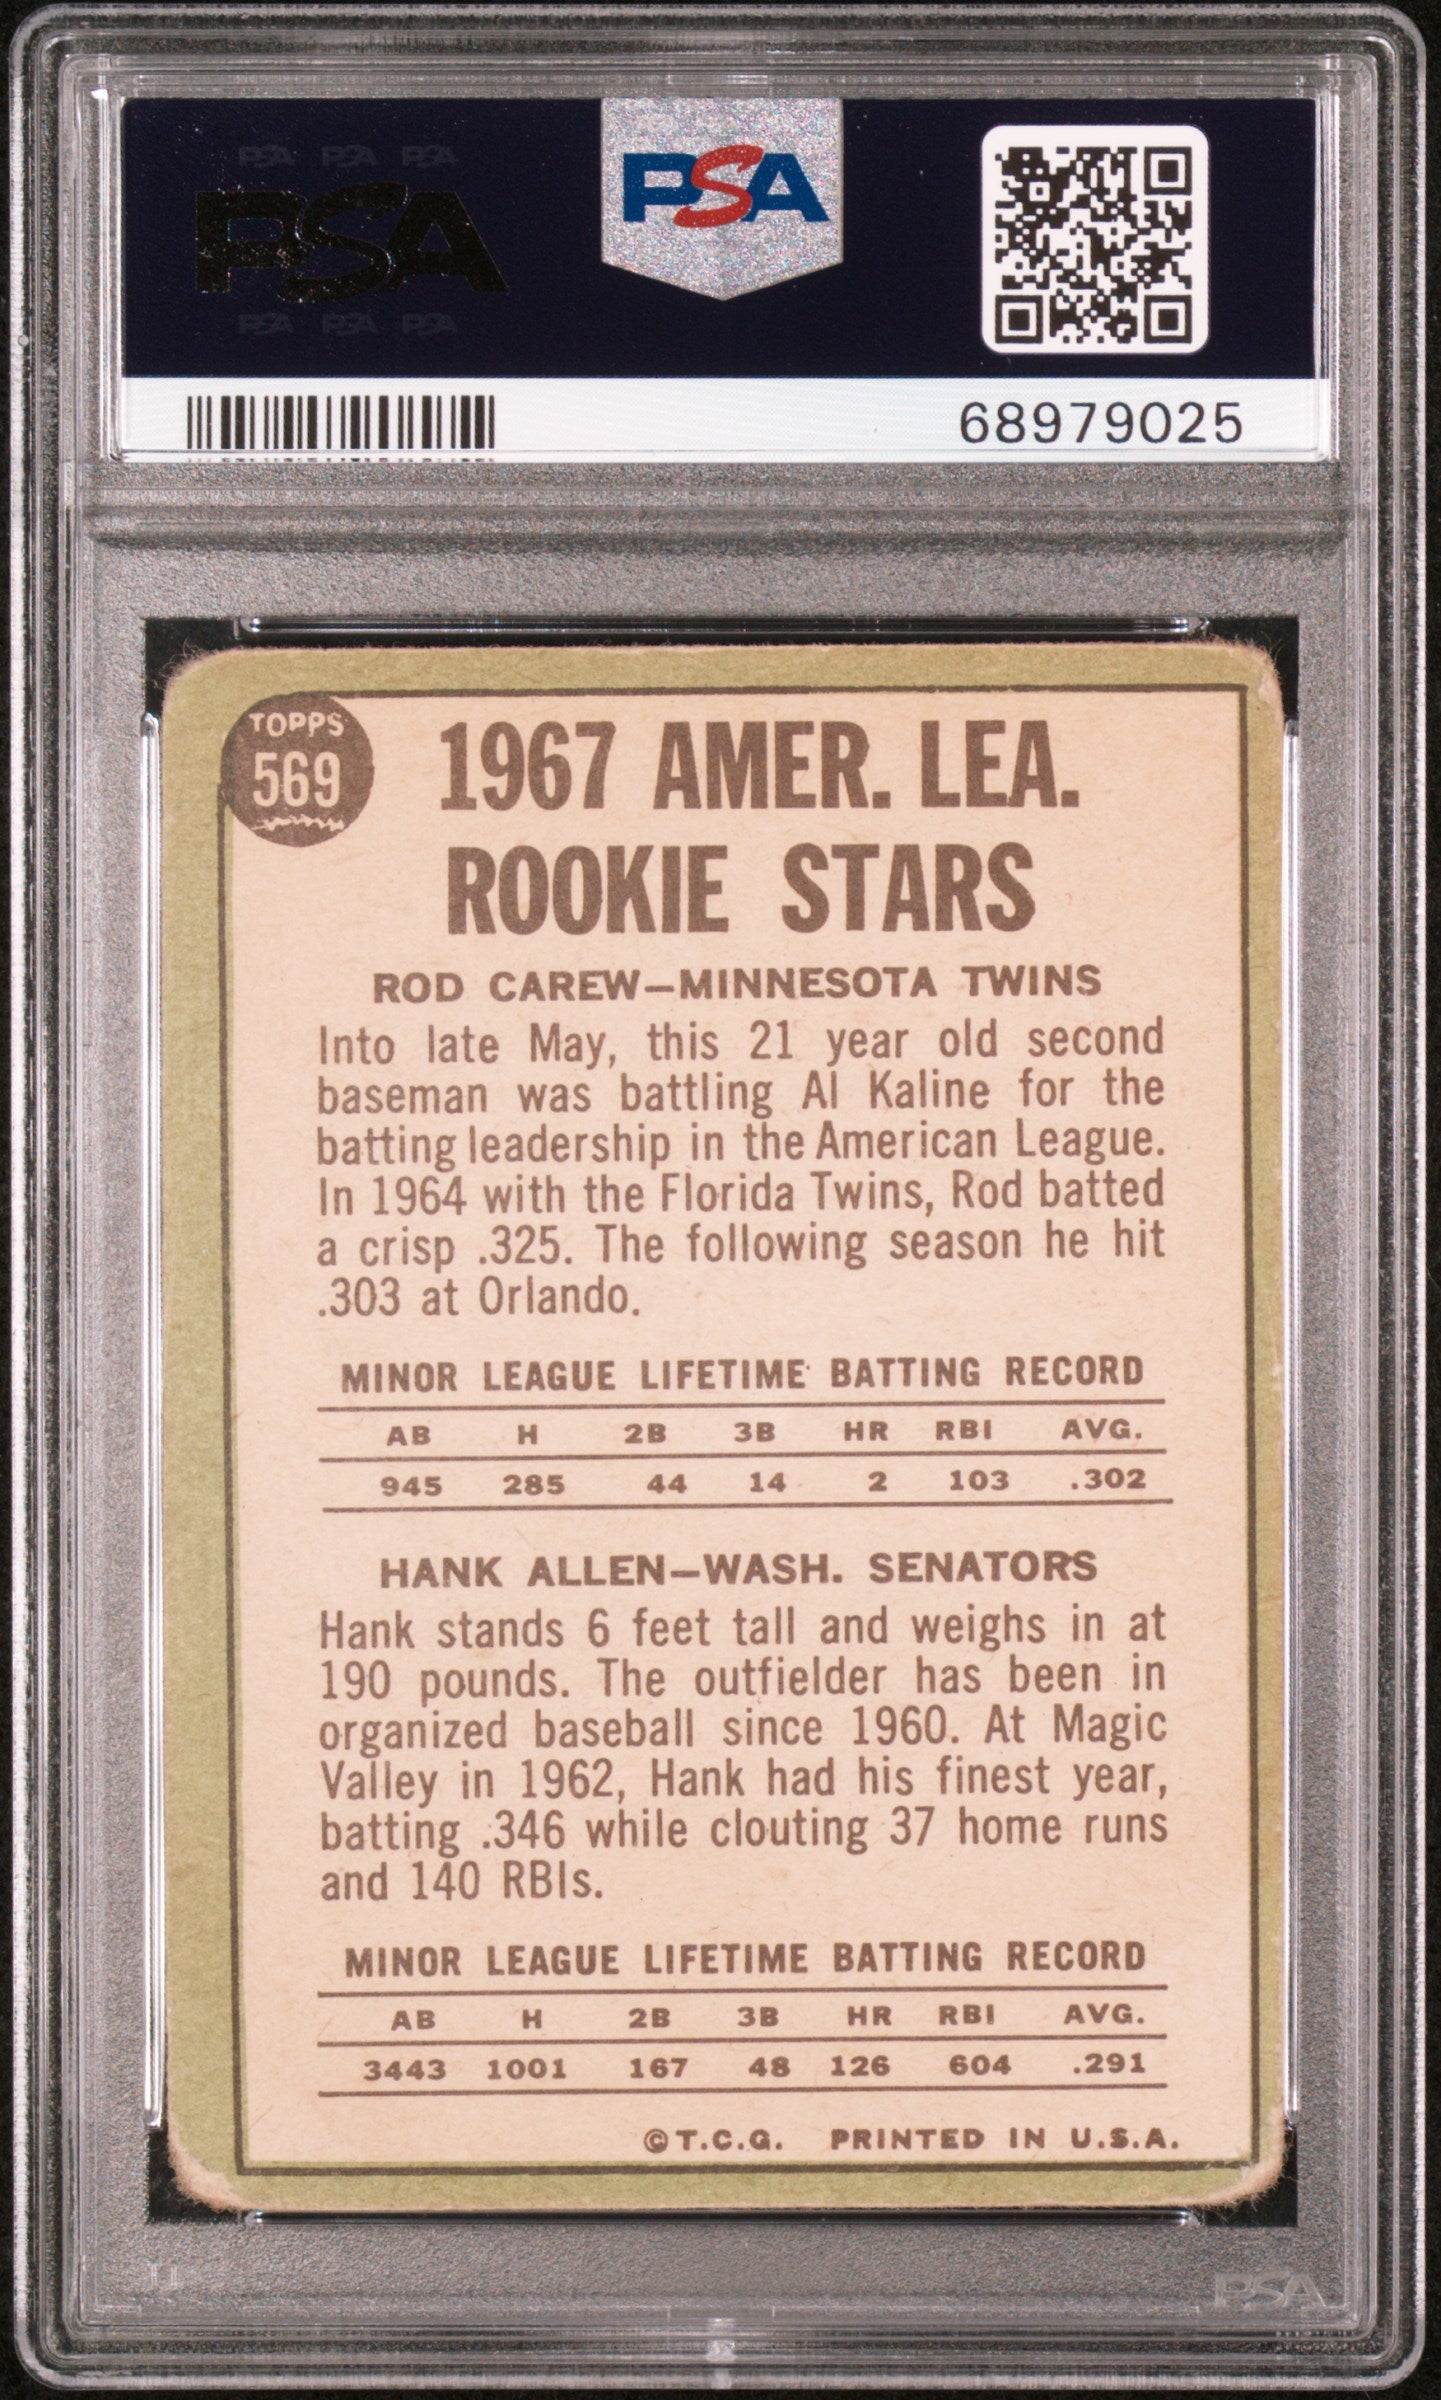 PSA PSA PSA
PSA
PSA PSA PSA
PSA
68979025
TOPPS
569
1967 AMER. LEA.
ROOKIE STARS
ROD CAREW—MINNESOTA TWINS
Into late May, this 21 year old second
baseman was battling Al Kaline for the
batting leadership in the American League.
In 1964 with the Florida Twins, Rod batted
a crisp .325. The following season he hit
.303 at Orlando.
MINOR LEAGUE LIFETIME BATTING RECORD
AB H 2B 3B HR RBI AVG.
945 285 44 14 2 103 .302
HANK ALLEN—WASH. SENATORS
Hank stands 6 feet tall and weighs in at
190 pounds. The outfielder has been in
organized baseball since 1960. At Magic
Valley in 1962, Hank had his finest year,
batting .346 while clouting 37 home runs
and 140 RBIs.
MINOR LEAGUE LIFETIME BATTING RECORD
AB H 2B 3B HR RBI AVG.
3443 1001 167 48 126 604 .291
©T.C.G. PRINTED IN U.S.A.
PSA